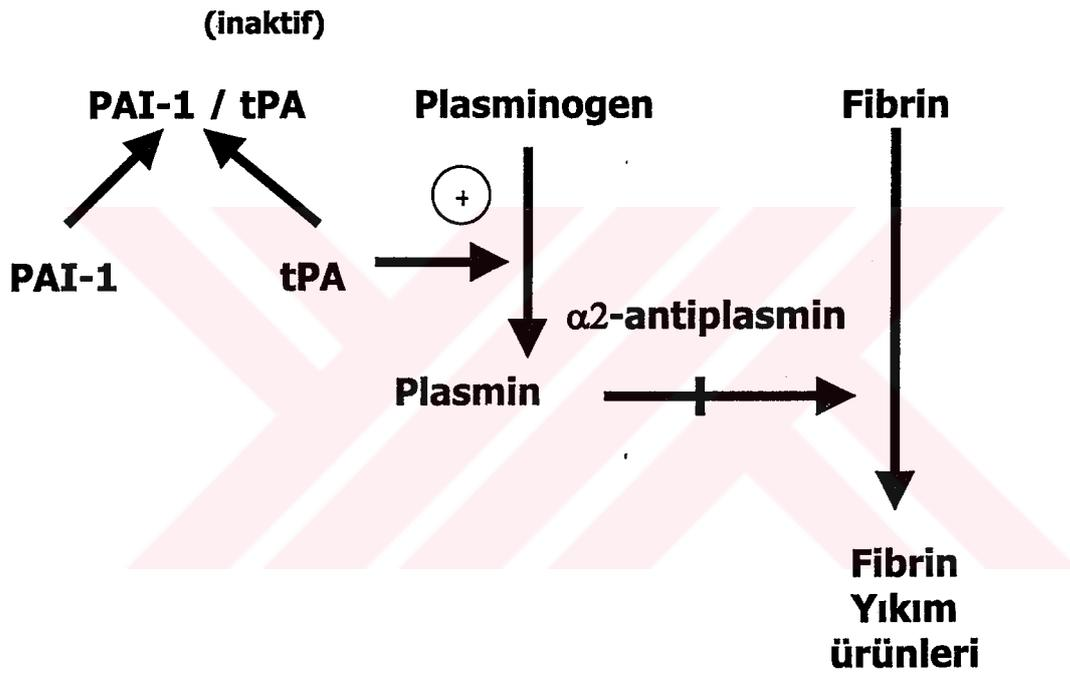 (inaktif)
PAI-1 / tPA
Plasminogen
Fibrin
+
PAI-1
tPA
α2-antiplasmin
Plasmin
Fibrin
Yıkım
ürünleri